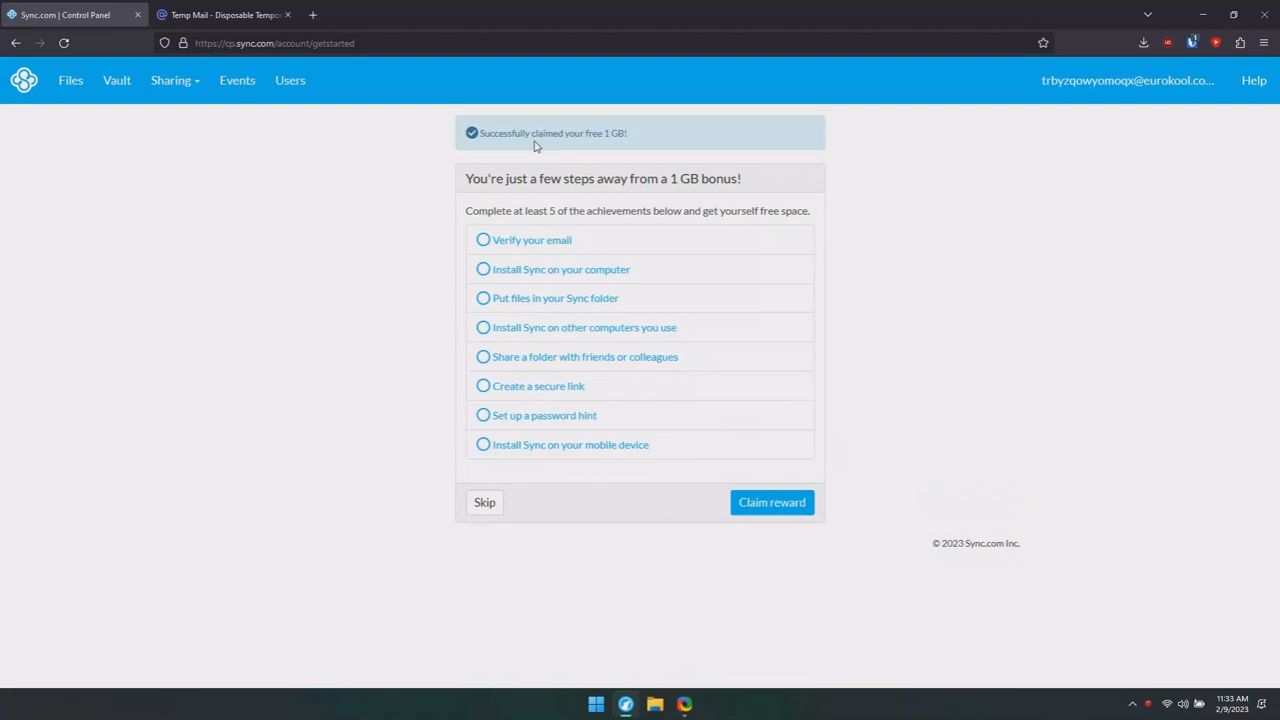 Sync.com | Control Panel
Temp Mail - Disposable Tempor
https://cp.sync.com/account/getstarted
Files
Vault
Sharing
Events
Users
trbyzqowyomoqx@eurokool.co...
Help
Successfully claimed your free 1 GB!
You're just a few steps away from a 1 GB bonus!
Complete at least 5 of the achievements below and get yourself free space.
Verify your email
Install Sync on your computer
Put files in your Sync folder
Install Sync on other computers you use
Share a folder with friends or colleagues
Create a secure link
Set up a password hint
Install Sync on your mobile device
Skip
Claim reward
© 2023 Sync.com Inc.
11:33 AM
2/9/2023